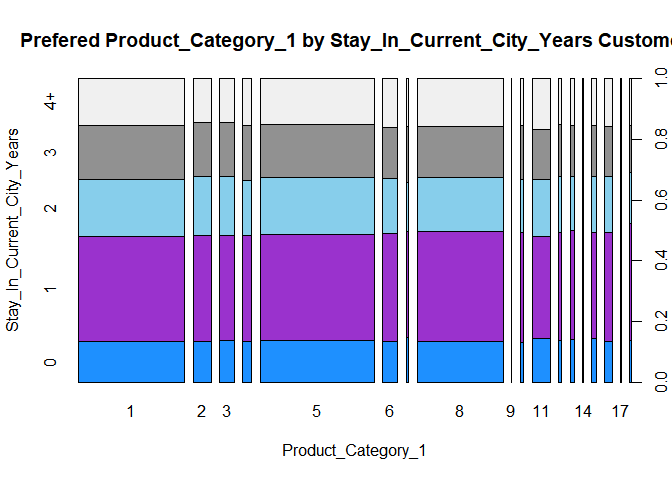 Prefered Product_Category_1 by Stay_In_Current_City_Years Custome
Stay_In_Current_City_Years
4+
3
2
1
0
1.0
0.8
0.6
0.4
0.2
0.0
1 2 3 5 6 8 9 11 14 17
Product_Category_1